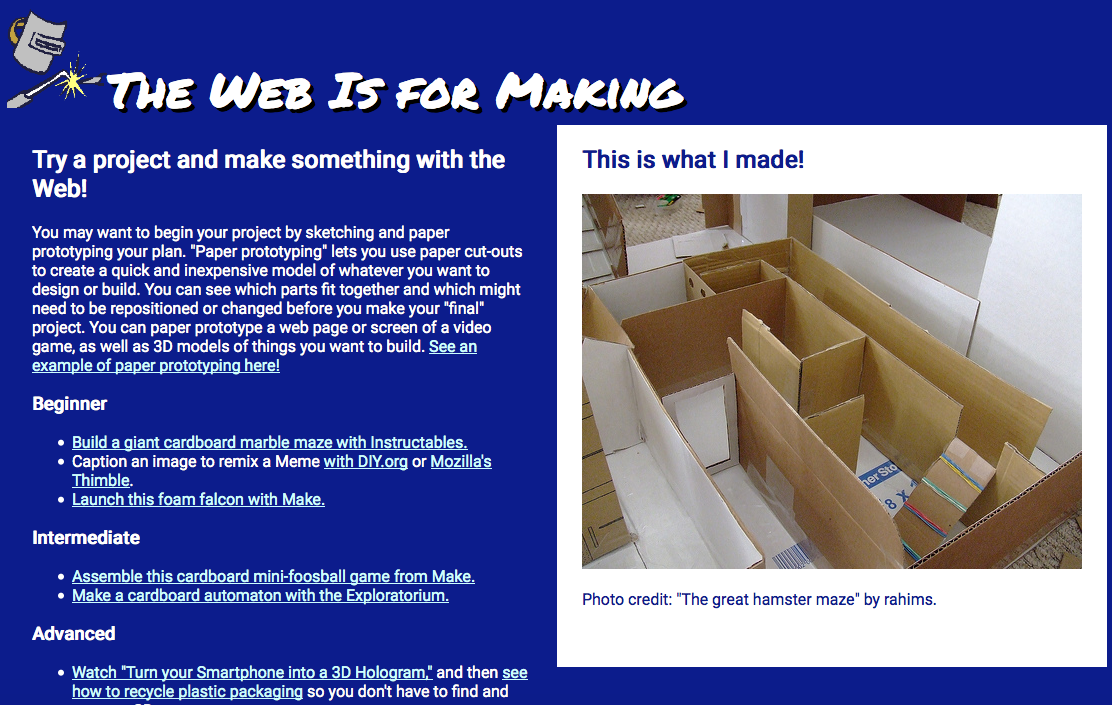 The Web Is for Making
Try a project and make something with the
Web!
You may want to begin your project by sketching and paper
prototyping your plan. "Paper prototyping" lets you use paper cut-outs
to create a quick and inexpensive model of whatever you want to
design or build. You can see which parts fit together and which might
need to be repositioned or changed before you make your "final"
project. You can paper prototype a web page or screen of a video
game, as well as 3D models of things you want to build. See an
example of paper prototyping here!
Beginner
• Build a giant cardboard marble maze with Instructables.
• Caption an image to remix a Meme with DIY.org or Mozilla's
Thimble.
• Launch this foam falcon with Make.
Intermediate
• Assemble this cardboard mini-foosball game from Make.
• Make a cardboard automaton with the Exploratorium.
Advanced
• Watch "Turn your Smartphone into a 3D Hologram," and then see
how to recycle plastic packaging so you don't have to find and
This is what I made!
ner Sto
8 X
Photo credit: "The great hamster maze" by rahims.